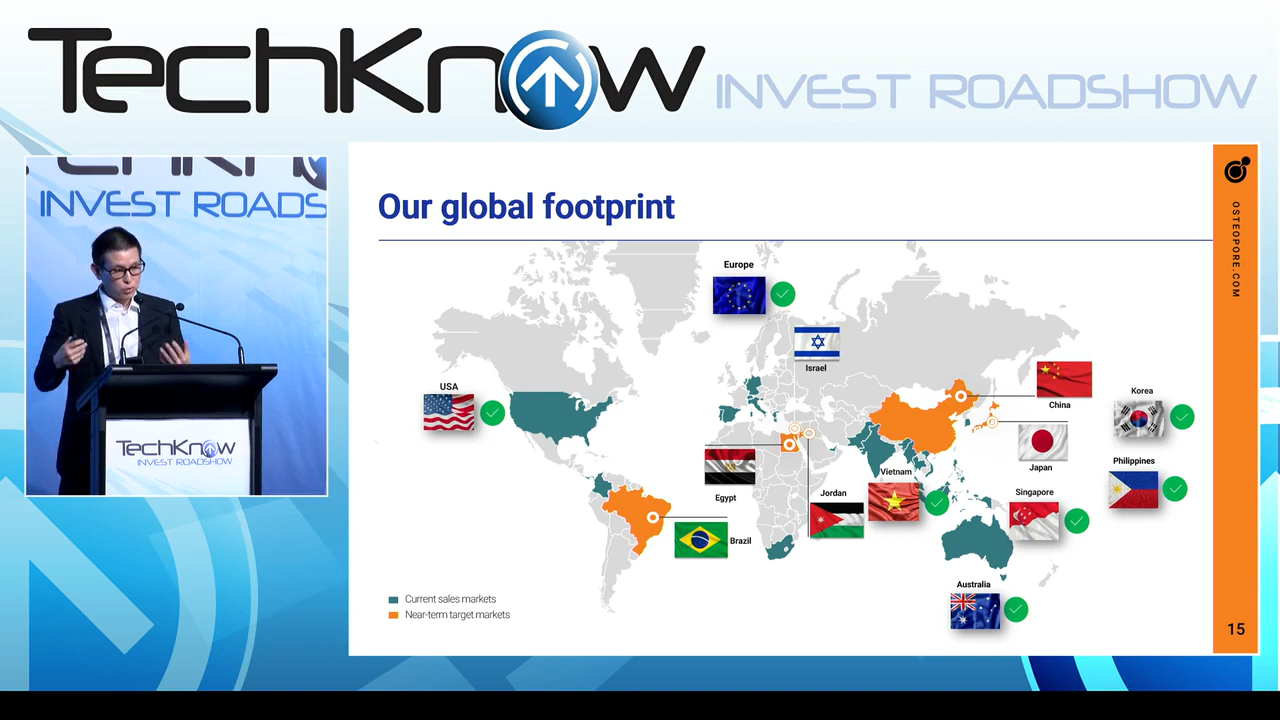 TechKnow INVEST ROADSHOW
INVEST ROADS
TechKnow
INVEST ROADSHOW
Our global footprint
OSTEOPORE.COM
Europe
Israel
USA
China
Korea
Japan
Philippines
Vietnam
Egypt
Jordan
Singapore
Brazil
Australia
Current sales markets
Near-term target markets
15